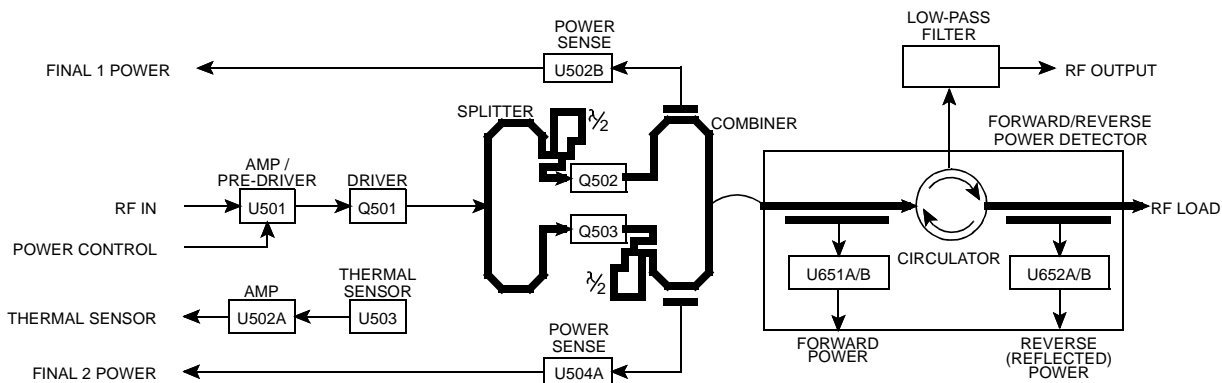 LOW-PASS
FILTER
RF OUTPUT
POWER
SENSE
U502B
FINAL 1 POWER
SPLITTER
λ/2
COMBINER
FORWARD/REVERSE
POWER DETECTOR
AMP /
PRE-DRIVER
DRIVER
Q502
RF IN
U501
Q501
RF LOAD
POWER CONTROL
Q503
CIRCULATOR
U651A/B
U652A/B
THERMAL
SENSOR
AMP
λ/2
THERMAL SENSOR
U502A
U503
POWER
SENSE
FORWARD
POWER
REVERSE
(REFLECTED)
POWER
FINAL 2 POWER
U504A